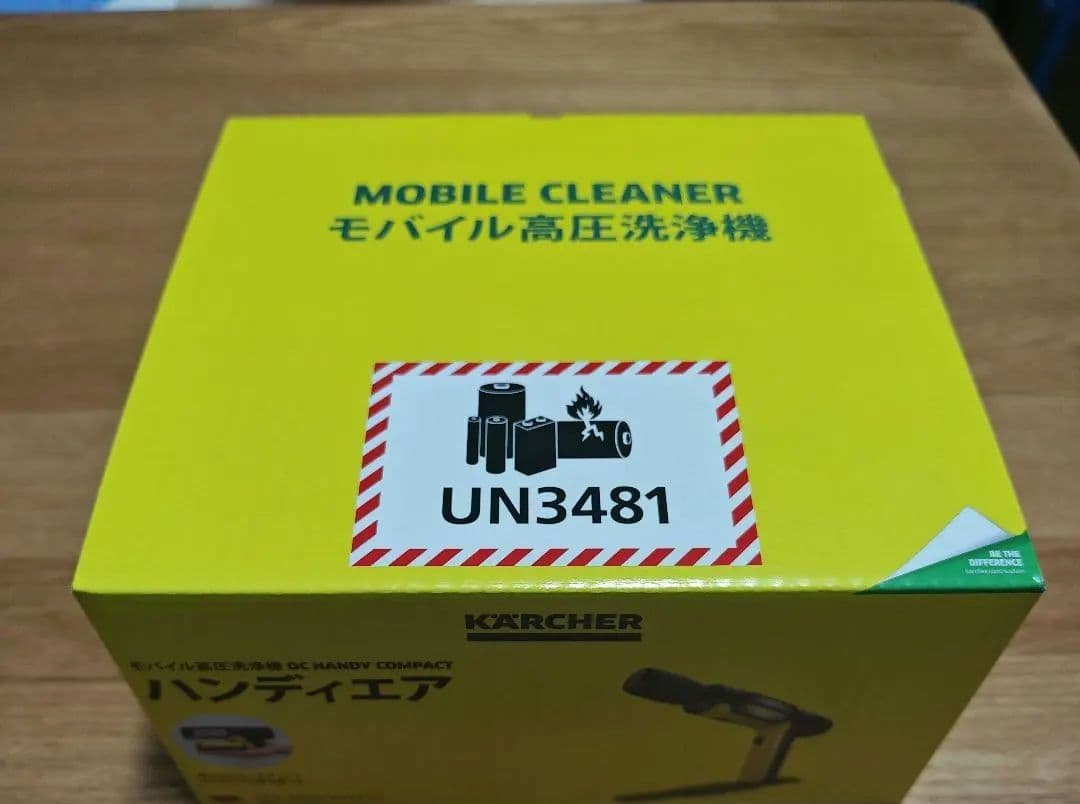 MOBILE CLEANER
モバイル高圧洗浄機
UN3481
BE THE
DIFFERENCE
KÄRCHER
モバイル高圧洗浄機 OC HANDY COMPACT
ハンディエア